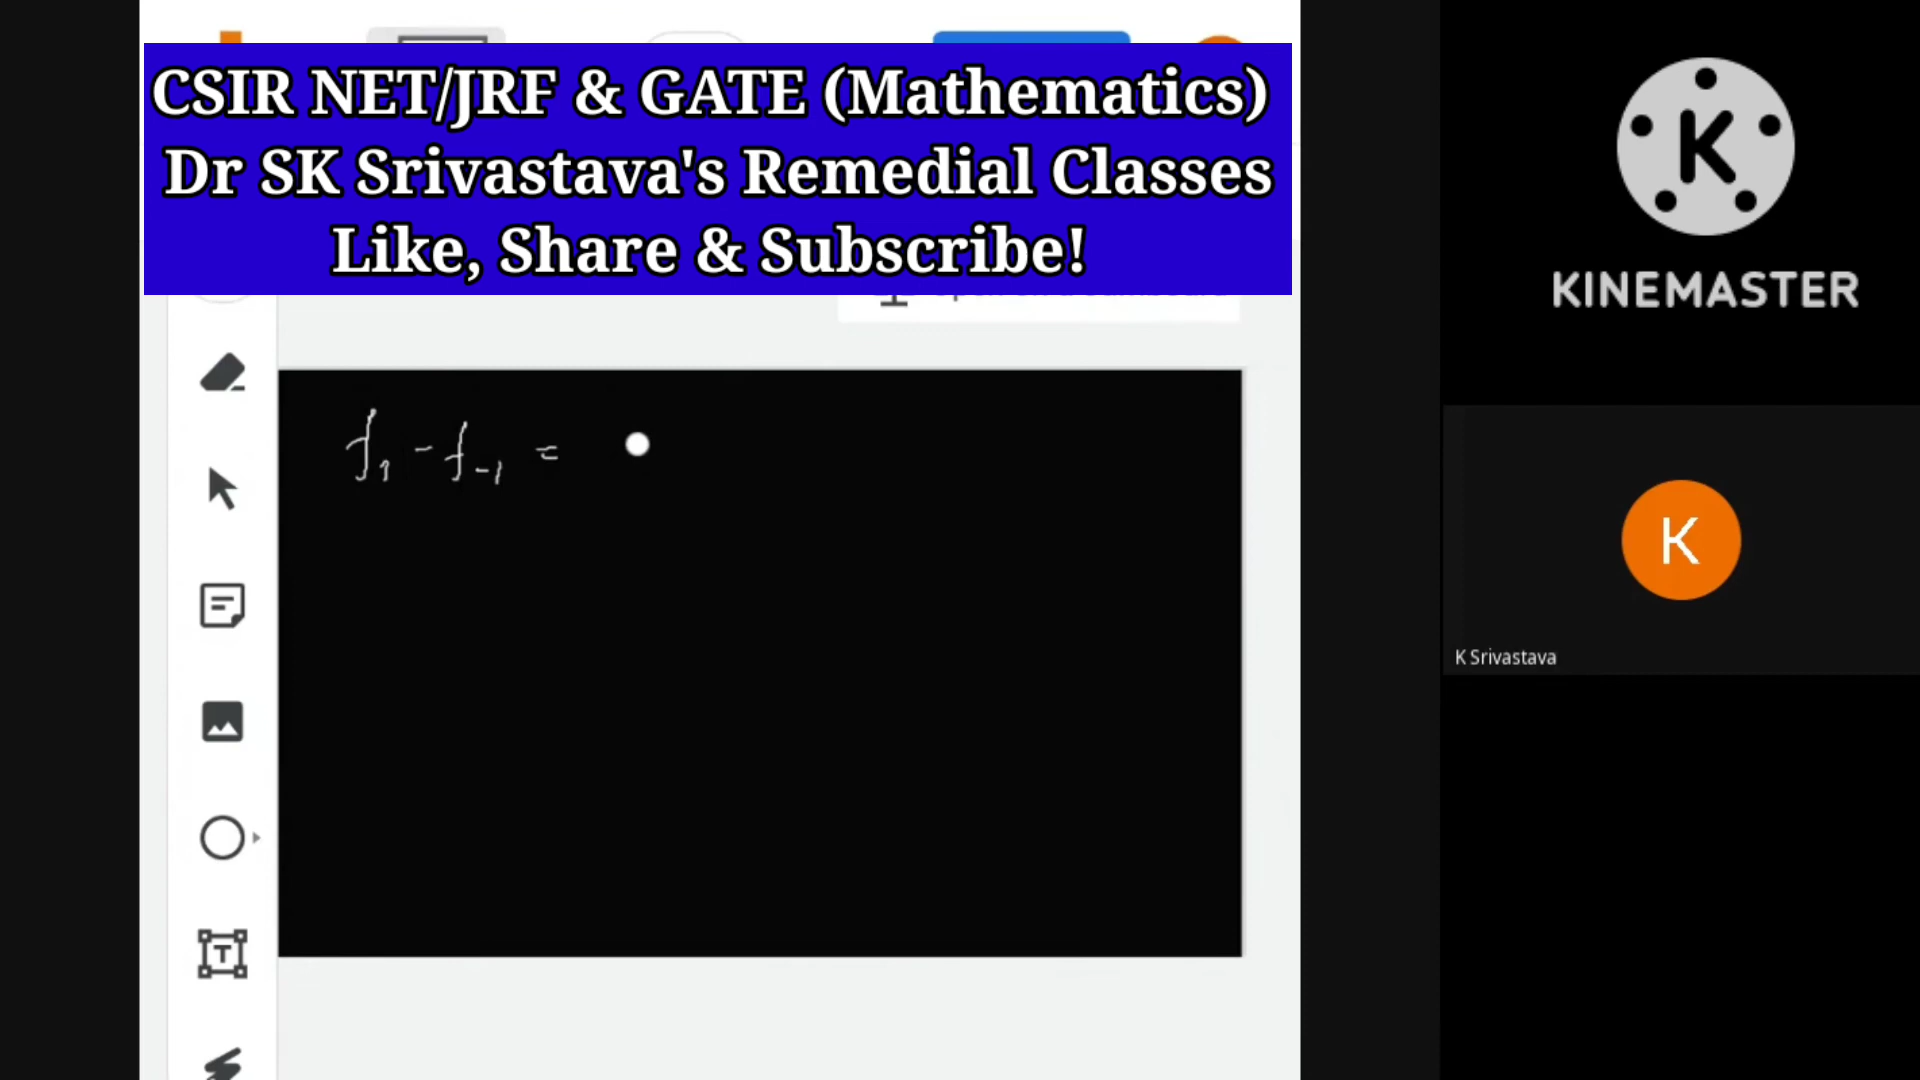 CSIR NET/JRF & GATE (Mathematics)
Dr SK Srivastava's Remedial Classes
Like, Share & Subscribe!
K
KINEMASTER
f₁ - f₋₁ =
K
K Srivastava
T